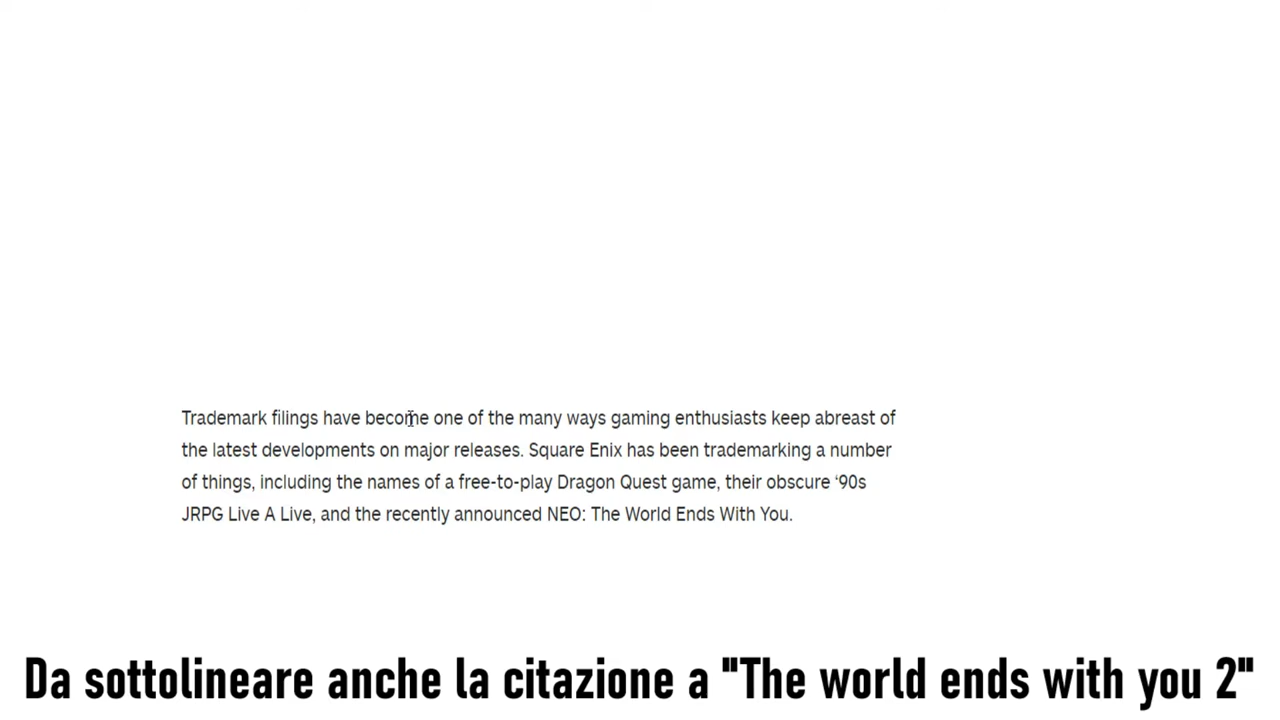 Trademark filings have become one of the many ways gaming enthusiasts keep abreast of
the latest developments on major releases. Square Enix has been trademarking a number
of things, including the names of a free-to-play Dragon Quest game, their obscure ‘90s
JRPG Live A Live, and the recently announced NEO: The World Ends With You.
Da sottolineare anche la citazione a "The world ends with you 2"